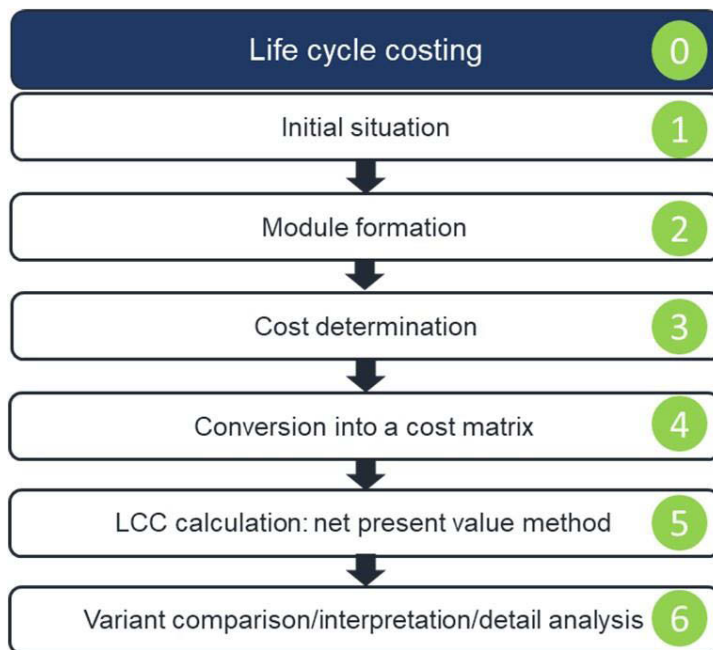 Life cycle costing 0
Initial situation 1
Module formation 2
Cost determination 3
Conversion into a cost matrix 4
LCC calculation: net present value method 5
Variant comparison/interpretation/detail analysis 6